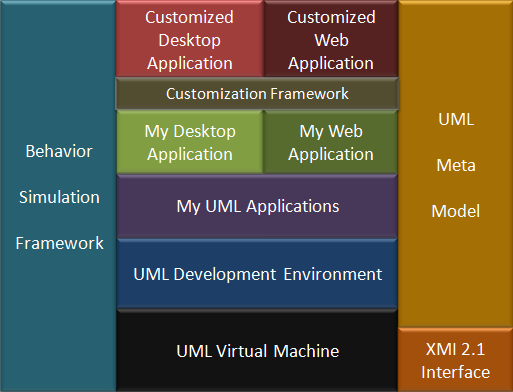 Behavior
Simulation
Framework
Customized
Desktop
Application
Customized
Web
Application
Customization Framework
My Desktop
Application
My Web
Application
My UML Applications
UML Development Environment
UML Virtual Machine
UML
Meta
Model
XMI 2.1
Interface